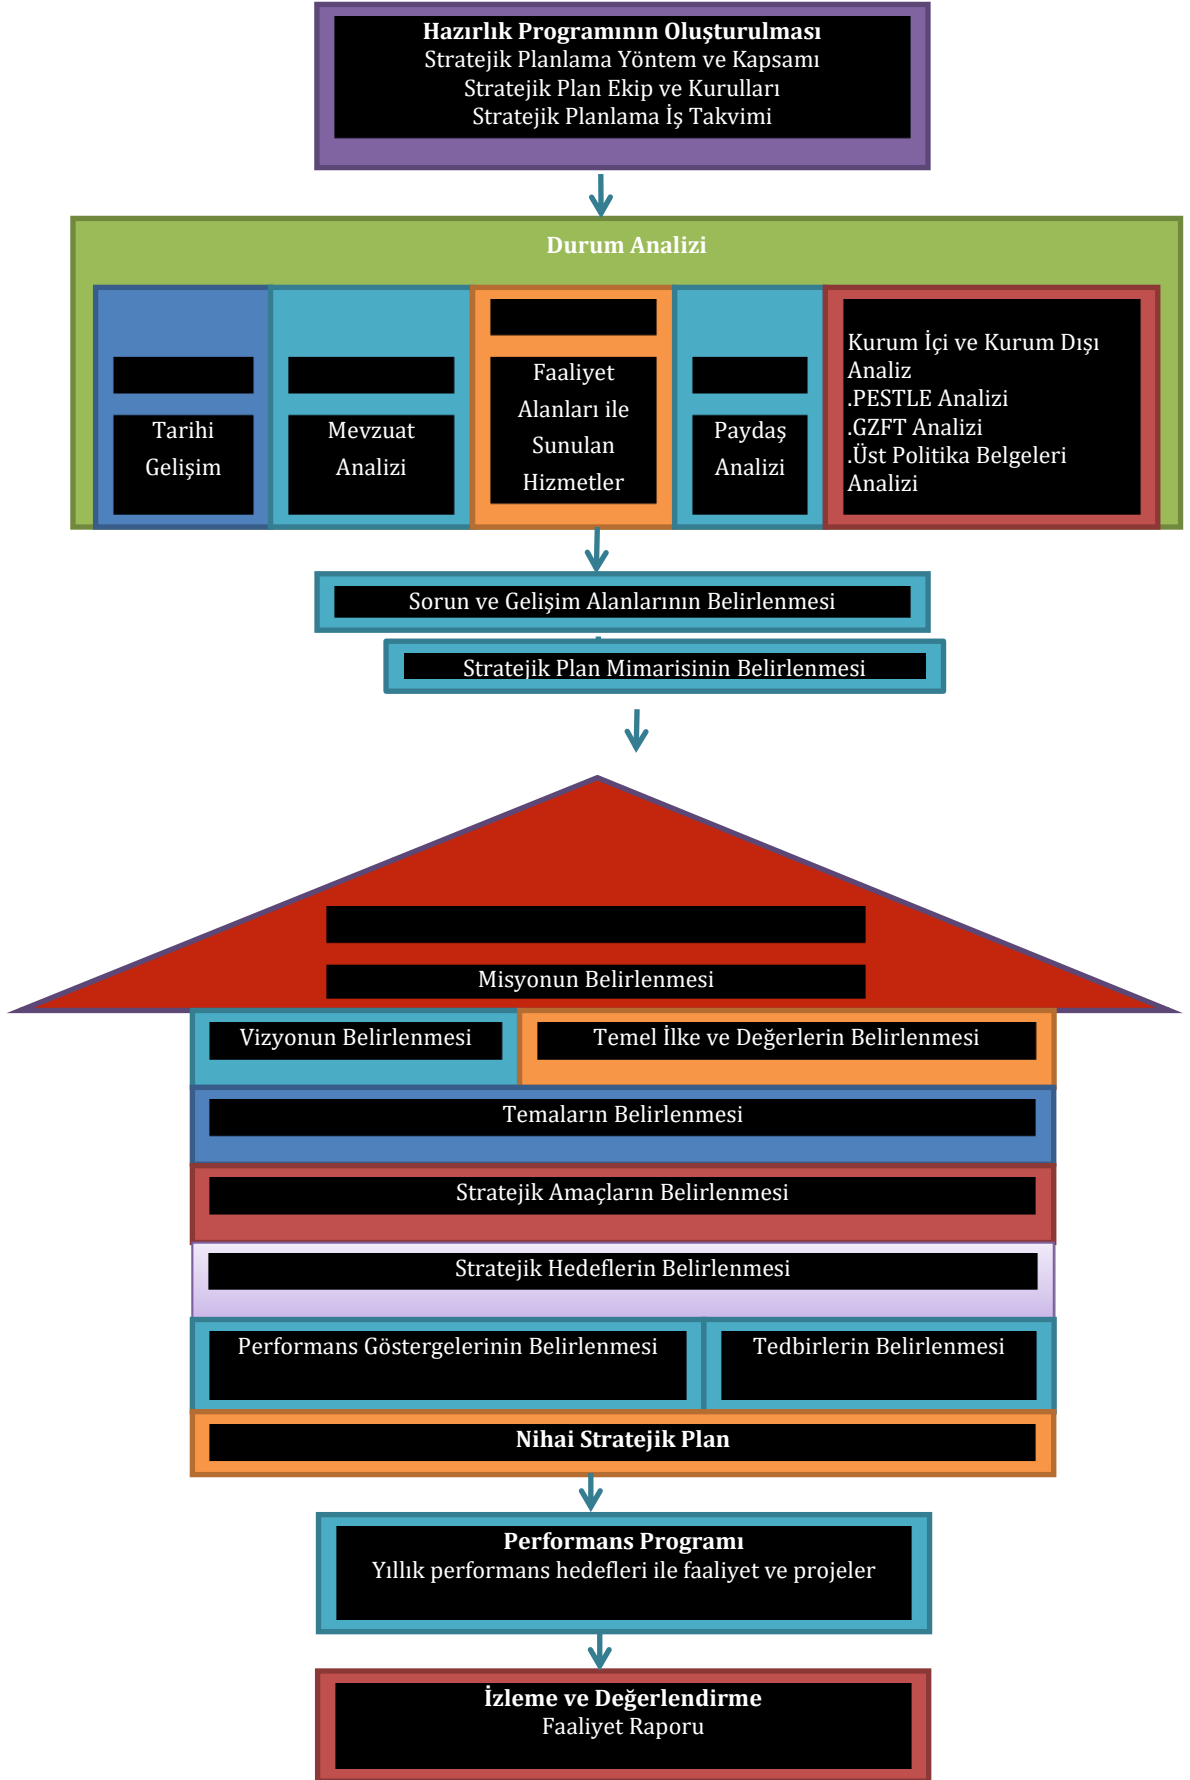 Hazırlık Programının Oluşturulması
Stratejik Planlama Yöntem ve Kapsamı
Stratejik Plan Ekip ve Kurulları
Stratejik Planlama İş Takvimi
Durum Analizi
Tarihi
Gelişim
Mevzuat
Analizi
Faaliyet
Alanları ile
Sunulan
Hizmetler
Paydaş
Analizi
Kurum İçi ve Kurum Dışı
Analiz
.PESTLE Analizi
.GZFT Analizi
.Üst Politika Belgeleri
Analizi
Sorun ve Gelişim Alanlarının Belirlenmesi
Stratejik Plan Mimarisinin Belirlenmesi
Misyonun Belirlenmesi
Vizyonun Belirlenmesi
Temel İlke ve Değerlerin Belirlenmesi
Temaların Belirlenmesi
Stratejik Amaçların Belirlenmesi
Stratejik Hedeflerin Belirlenmesi
Performans Göstergelerinin Belirlenmesi
Tedbirlerin Belirlenmesi
Nihai Stratejik Plan
Performans Programı
Yıllık performans hedefleri ile faaliyet ve projeler
İzleme ve Değerlendirme
Faaliyet Raporu